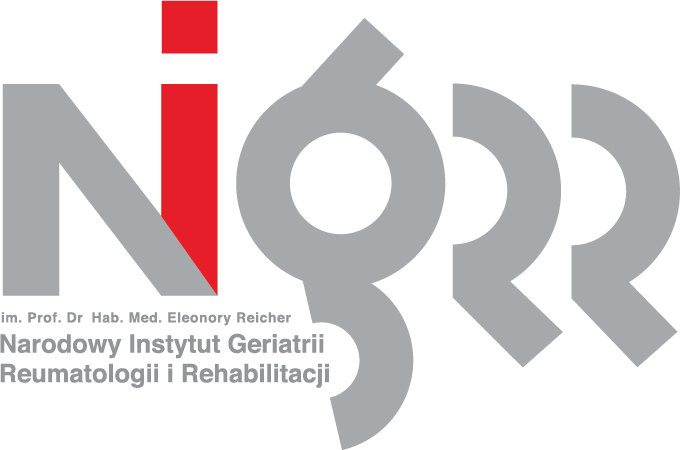 NiGRR
im. Prof. Dr Hab. Med. Eleonory Reicher
Narodowy Instytut Geriatrii
Reumatologii i Rehabilitacji